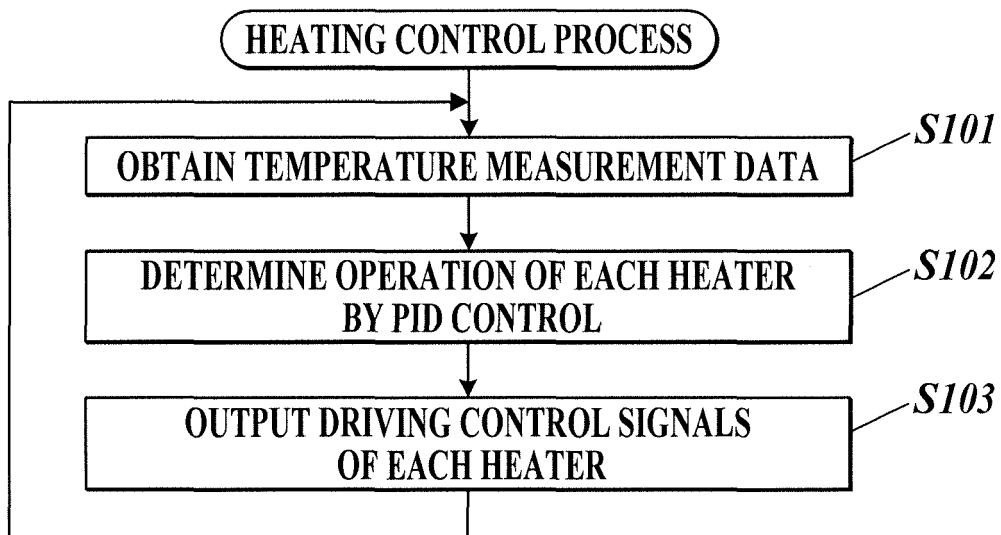 HEATING CONTROL PROCESS
S101
OBTAIN TEMPERATURE MEASUREMENT DATA
S102
DETERMINE OPERATION OF EACH HEATER
BY PID CONTROL
S103
OUTPUT DRIVING CONTROL SIGNALS
OF EACH HEATER